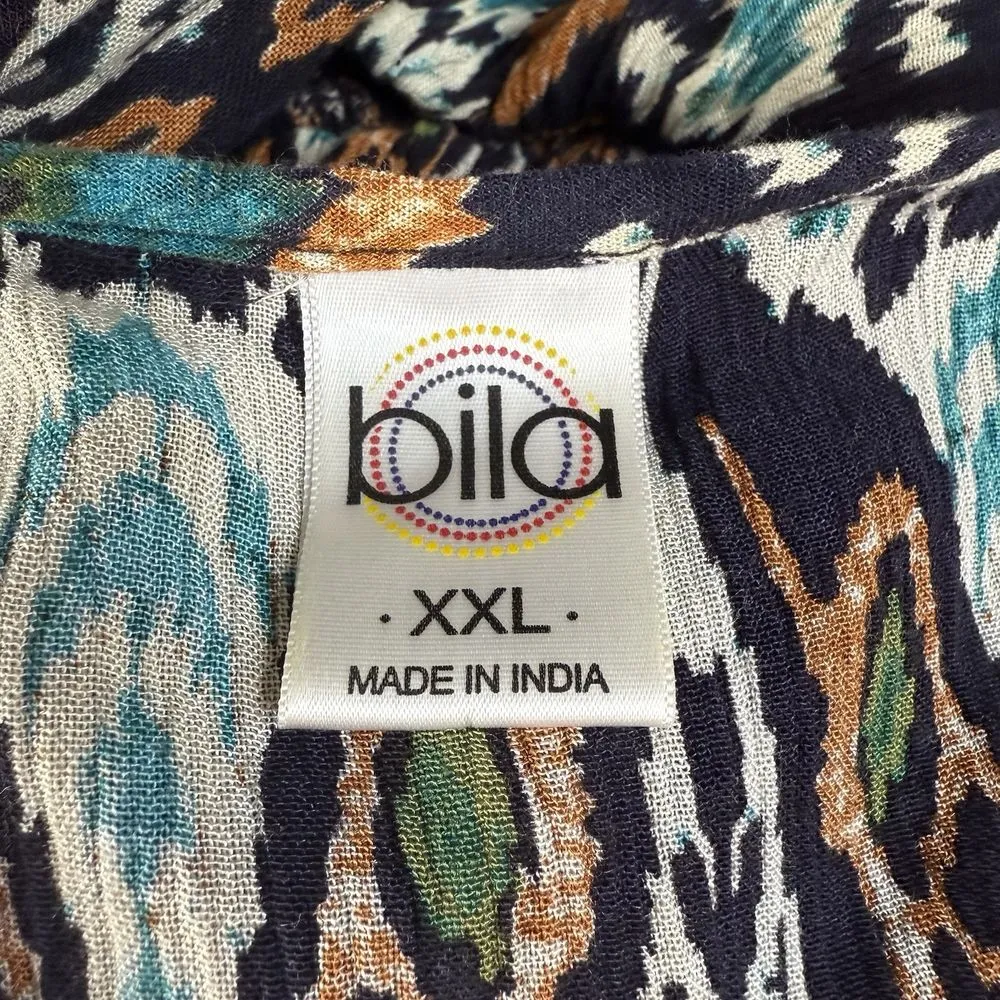 bila
· XXL ·
MADE IN INDIA